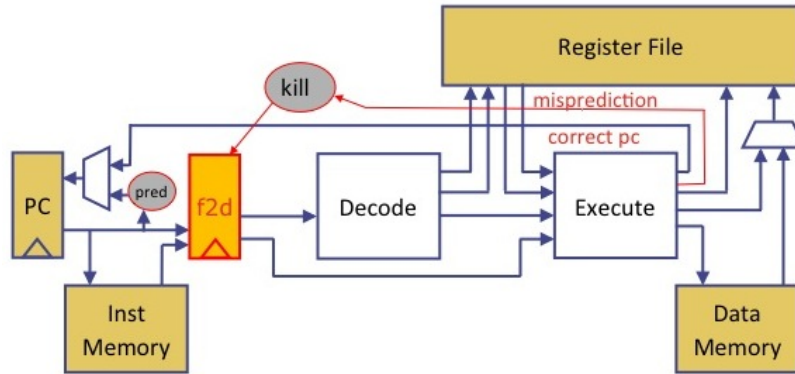 Register File
kill
misprediction
correct pc
PC
pred
f2d
Decode
Execute
Inst
Memory
Data
Memory